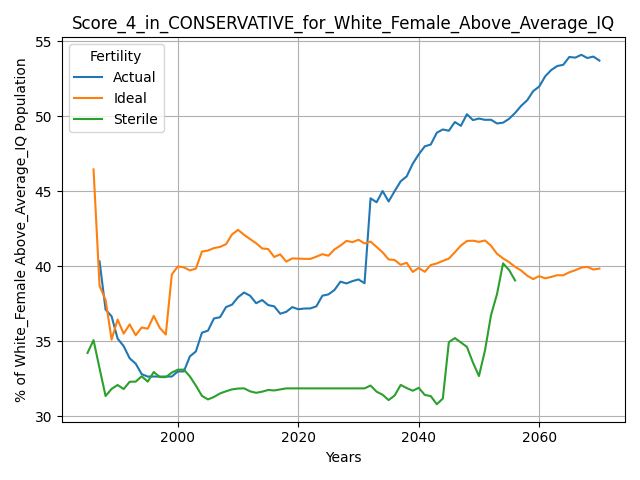 Score_4_in_CONSERVATIVE_for_White_Female_Above_Average_IQ
% of White_Female Above_Average_IQ Population
55
50
45
40
35
30
Fertility
Actual
Ideal
Sterile
2000
2020
2040
2060
Years